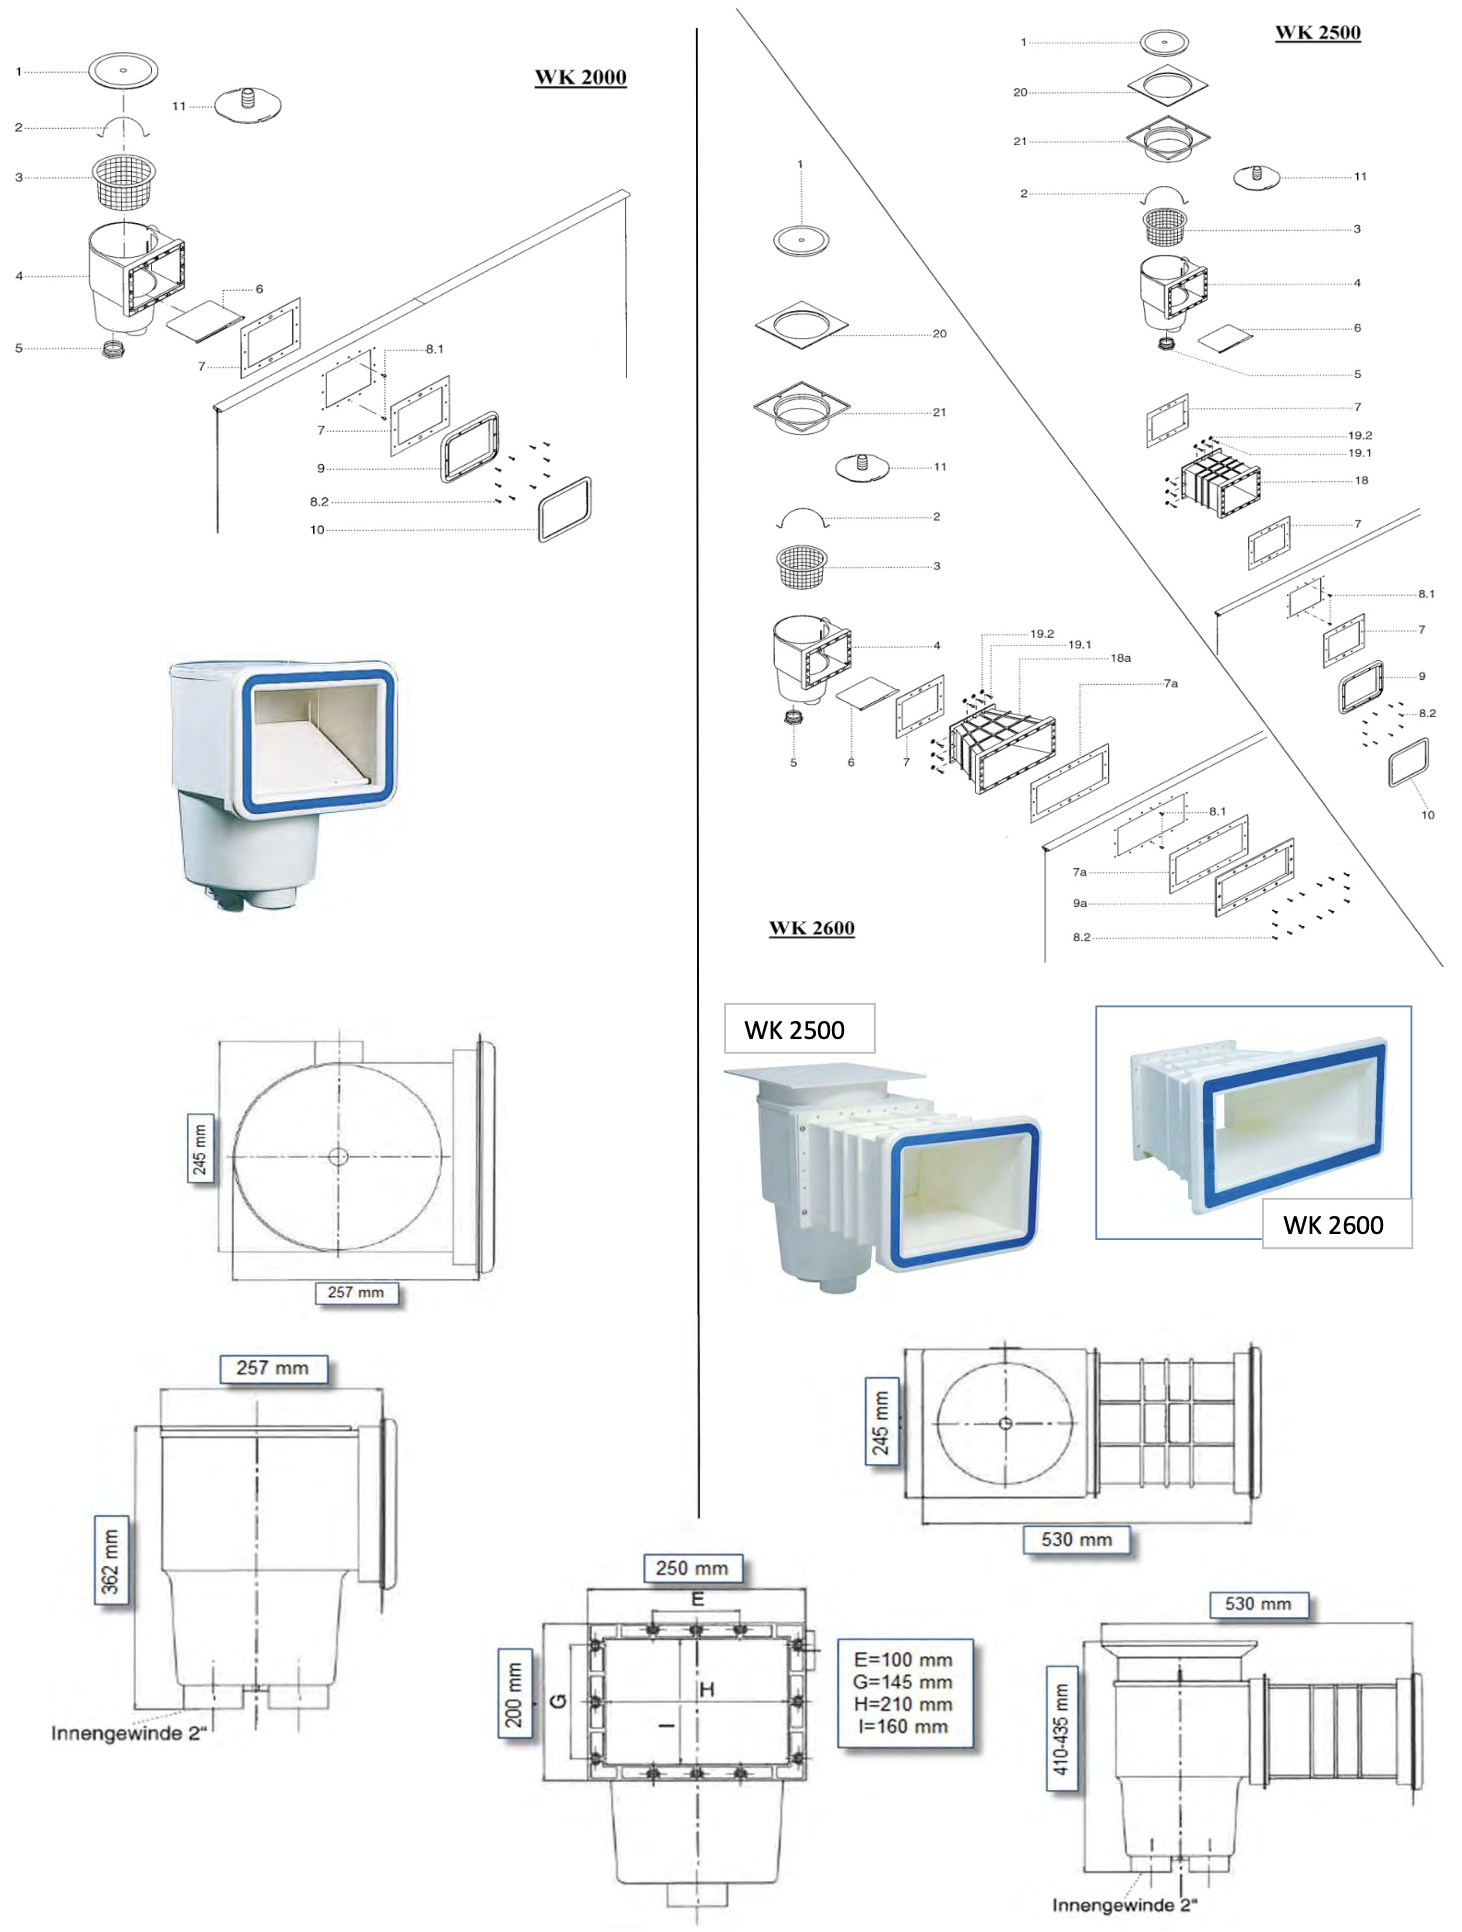 WK 2000
1
11
2
3
4
6
5
7
8.1
7
9
8.2
10
WK 2500
1
20
21
11
2
3
4
6
5
7
19.2
19.1
18
7
8.1
7
9
8.2
10
1
20
21
11
2
3
4
19.2
19.1
18a
7a
5
6
7
8.1
7a
9a
8.2
WK 2600
WK 2500
WK 2600
245 mm
257 mm
257 mm
362 mm
Innengewinde 2"
250 mm
E
200 mm
G
H
I
E=100 mm
G=145 mm
H=210 mm
I=160 mm
245 mm
530 mm
530 mm
410-435 mm
Innengewinde 2"